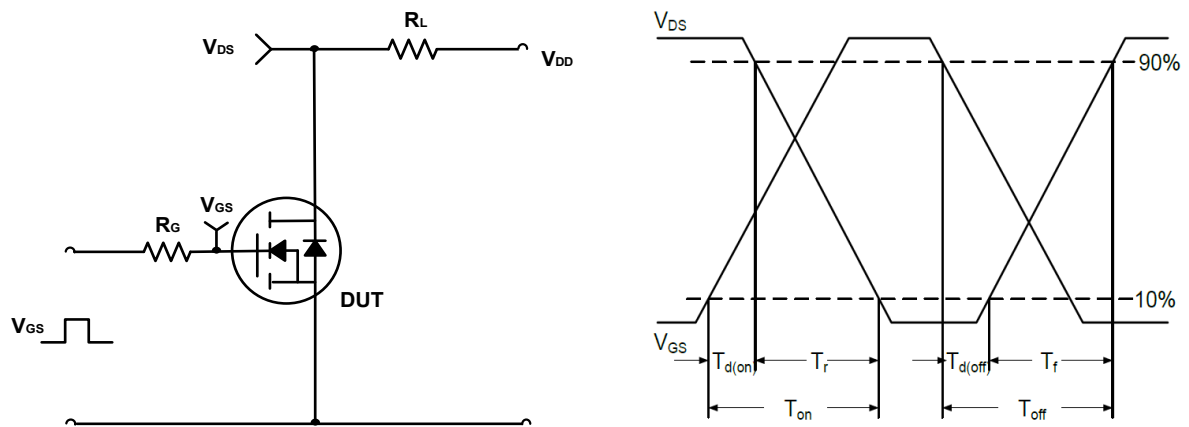 RL
VDS
VDD
VGS
RG
DUT
VGS
VDS
90%
10%
VGS
Td(on)
Tr
Td(off)
Tf
Ton
Toff